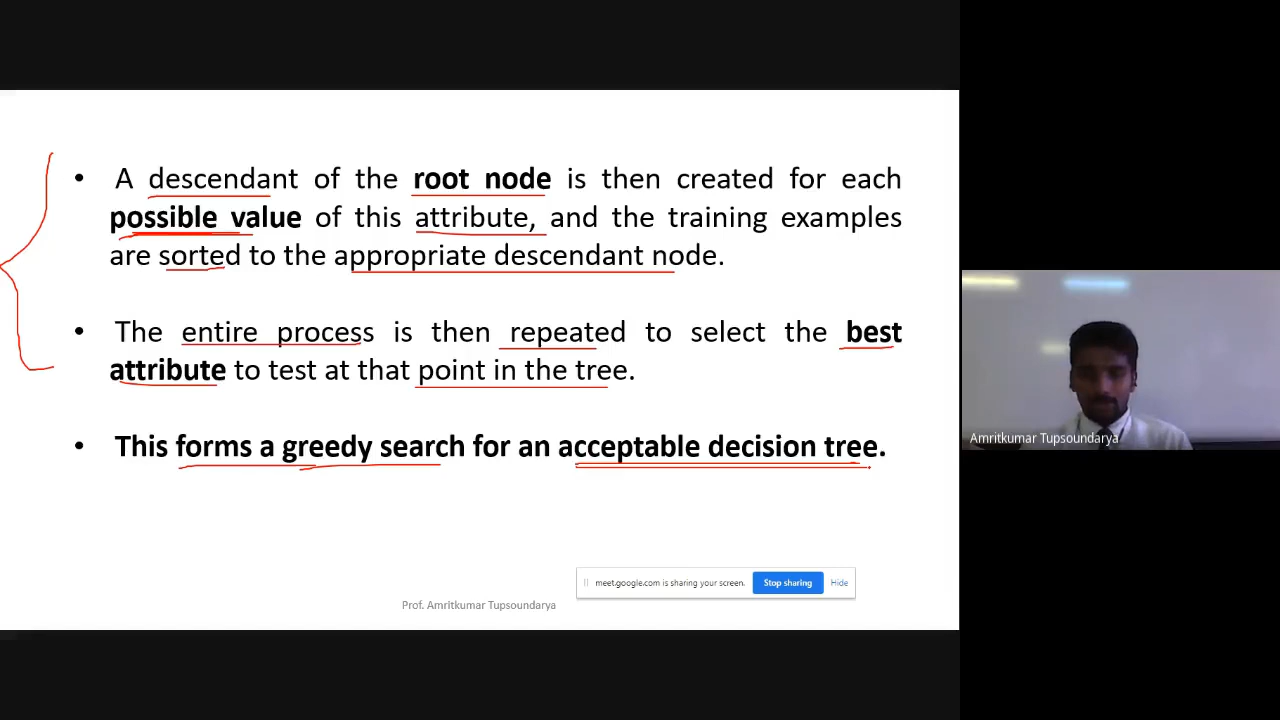 • A descendant of the root node is then created for each
possible value of this attribute, and the training examples
are sorted to the appropriate descendant node.
• The entire process is then repeated to select the best
attribute to test at that point in the tree.
• This forms a greedy search for an acceptable decision tree.
meet.google.com is sharing your screen. Stop sharing Hide
Prof. Amritkumar Tupsoundarya
Amritkumar Tupsoundarya